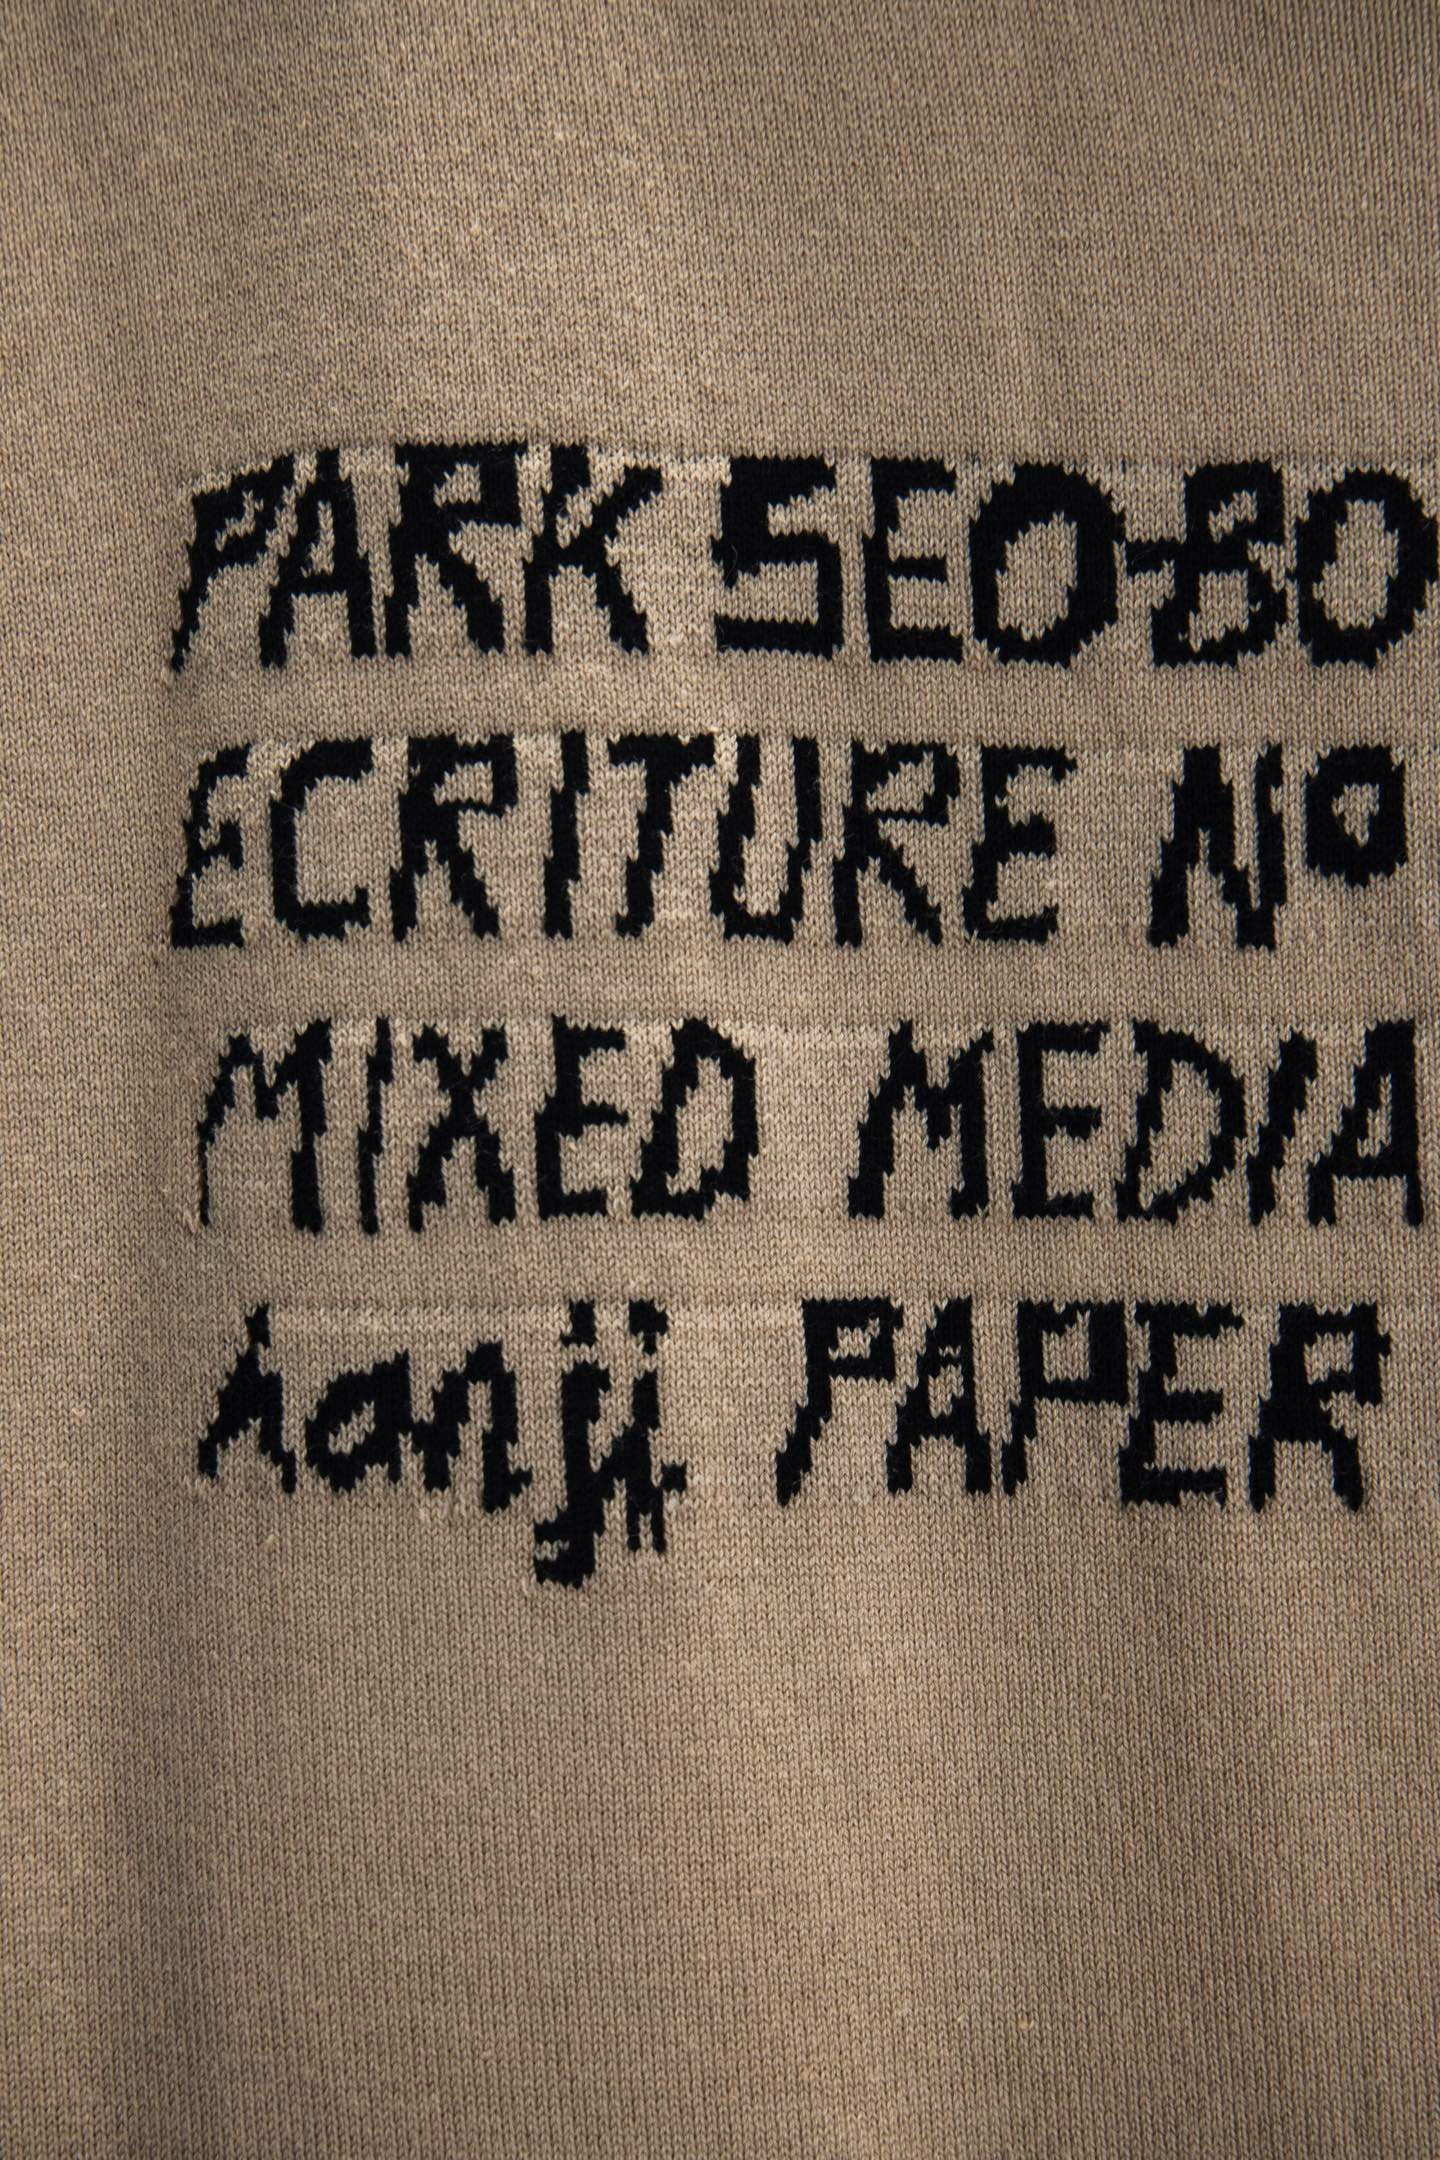 PARK SEO-BO
ECRITURE Nº
MIXED MEDIA
hanji PAPER